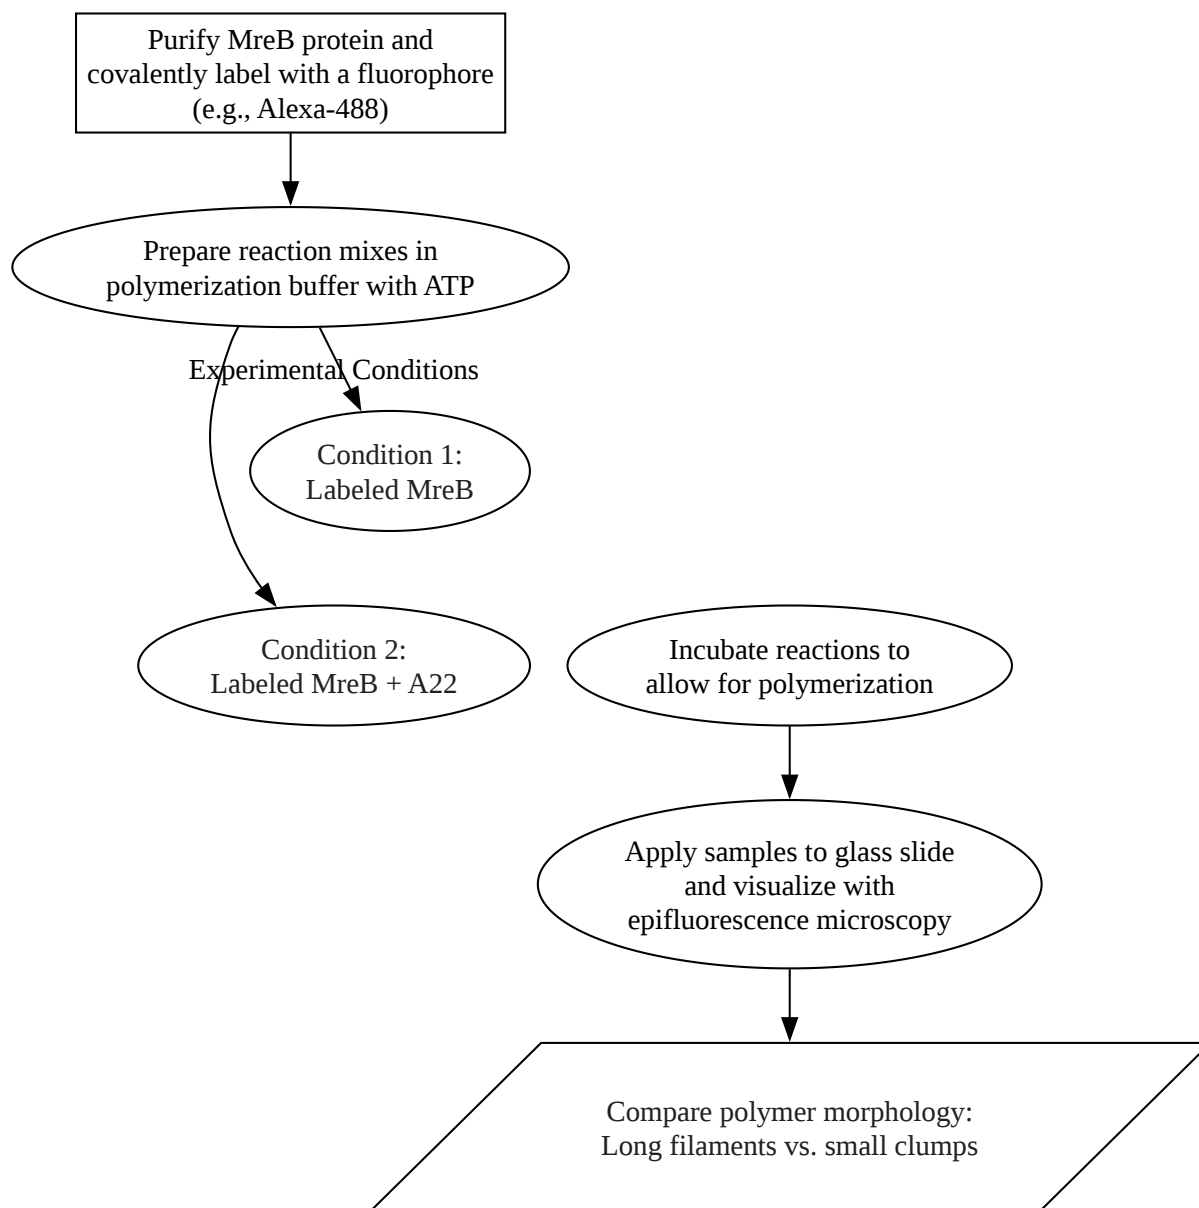 Purify MreB protein and
covalently label with a fluorophore
(e.g., Alexa-488)
Prepare reaction mixes in
polymerization buffer with ATP
Experimental Conditions
Condition 1:
Labeled MreB
Condition 2:
Labeled MreB + A22
Incubate reactions to
allow for polymerization
Apply samples to glass slide
and visualize with
epifluorescence microscopy
Compare polymer morphology:
Long filaments vs. small clumps